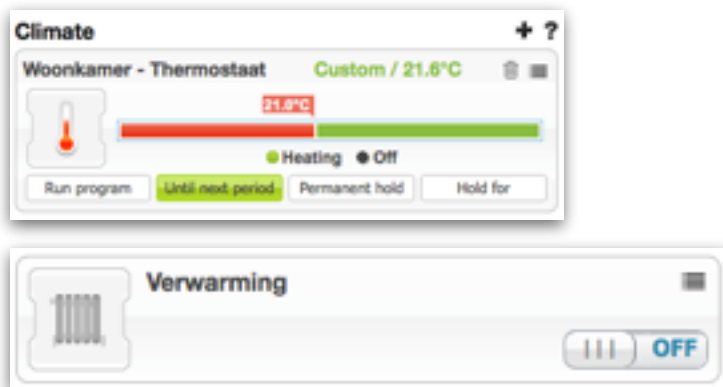 Climate + ?
Woonkamer - Thermostaat Custom / 21.6°C
21.0°C
Heating Off
Run program Until next period Permanent hold Hold for
Verwarming
OFF